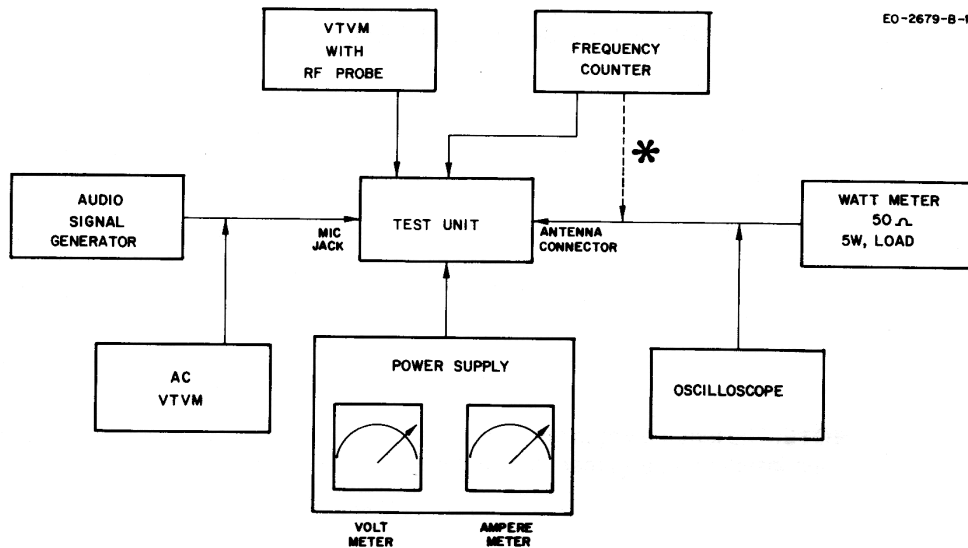 EO-2679-B-1
VTVM
WITH
RF PROBE
FREQUENCY
COUNTER
*
AUDIO
SIGNAL
GENERATOR
MIC
JACK
TEST UNIT
ANTENNA
CONNECTOR
WATT METER
50 Ω
5W, LOAD
AC
VTVM
POWER SUPPLY
OSCILLOSCOPE
VOLT
METER
AMPERE
METER